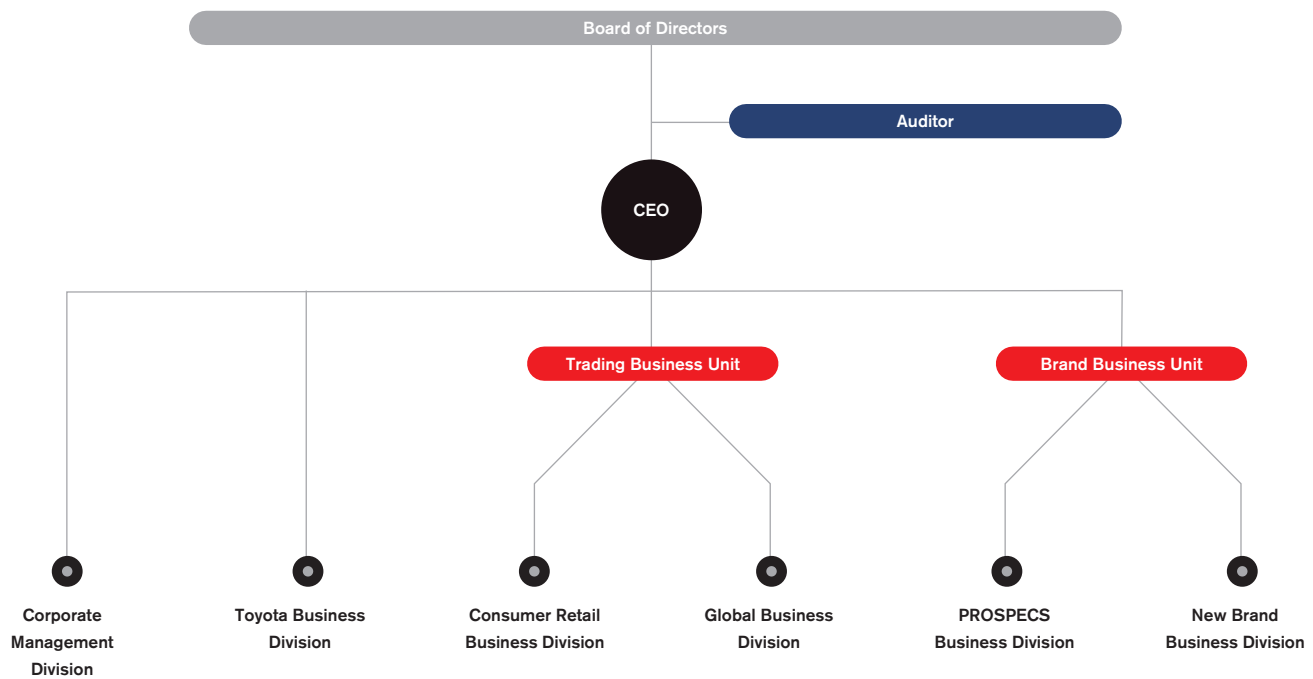 Board of Directors
Auditor
CEO
Trading Business Unit
Brand Business Unit
Corporate
Management
Division
Toyota Business
Division
Consumer Retail
Business Division
Global Business
Division
PROSPECS
Business Division
New Brand
Business Division